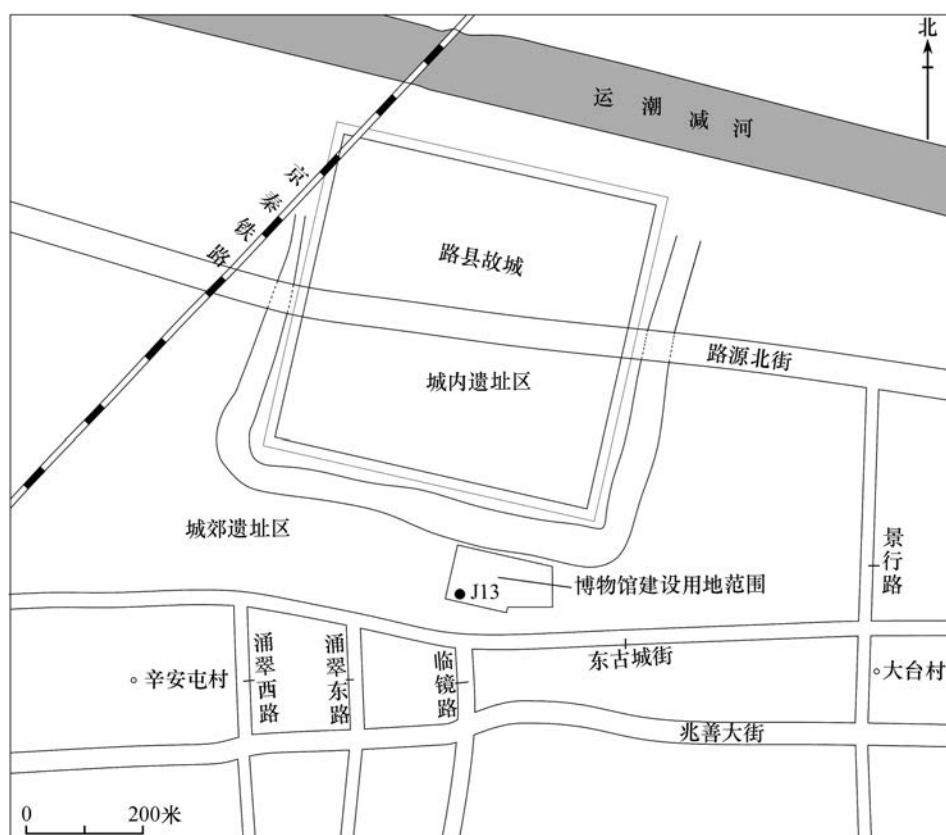 北
运潮减河
京秦铁路
路县故城
路源北街
城内遗址区
城郊遗址区
景行路
博物馆建设用地范围
J13
东古城街
涌翠西路
涌翠东路
临镜路
辛安屯村
大台村
兆善大街
0 200米